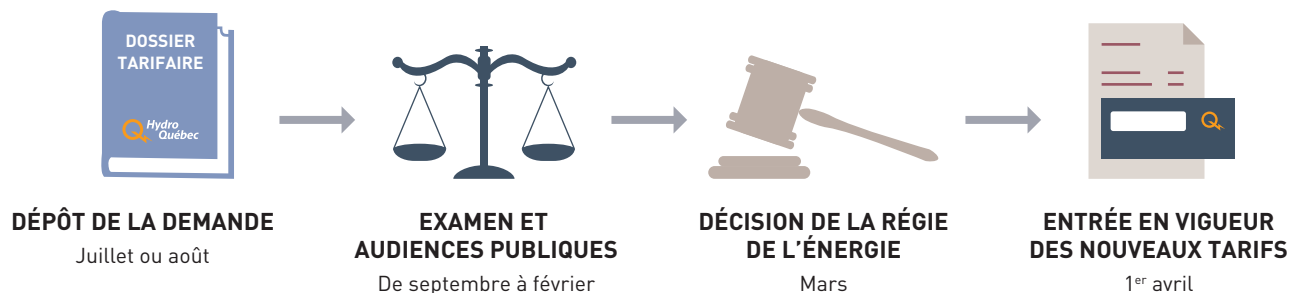 DOSSIER
TARIFAIRE
Hydro
Québec
DÉPÔT DE LA DEMANDE
Juillet ou août
EXAMEN ET
AUDIENCES PUBLIQUES
De septembre à février
DÉCISION DE LA RÉGIE
DE L’ÉNERGIE
Mars
ENTRÉE EN VIGUEUR
DES NOUVEAUX TARIFS
1er avril